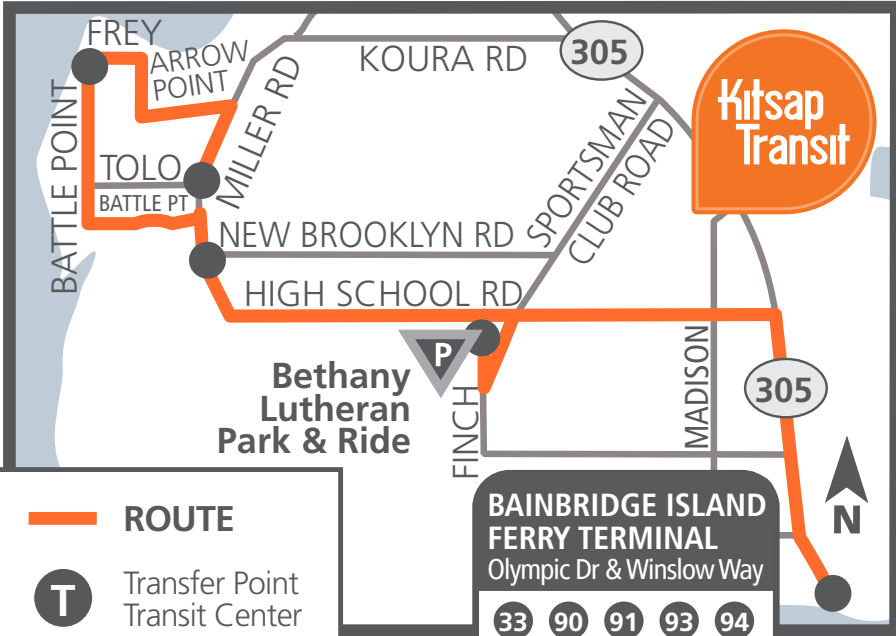 FREY
ARROW
POINT
KOURA RD
305
Kitsap
Transit
MILLER RD
BATTLE POINT
TOLO
BATTLE PT
SPORTSMAN
CLUB ROAD
NEW BROOKLYN RD
HIGH SCHOOL RD
P
Bethany
Lutheran
Park & Ride
FINCH
MADISON
305
N
ROUTE
T
Transfer Point
Transit Center
BAINBRIDGE ISLAND
FERRY TERMINAL
Olympic Dr & Winslow Way
33 90 91 93 94